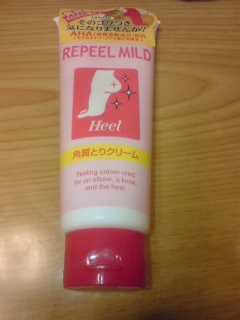 そのゴワつき
気になりませんか?
REPEEL MILD
Heel
角質とりクリーム
Peeling cream used
for an elbow, a knee,
and the heel.